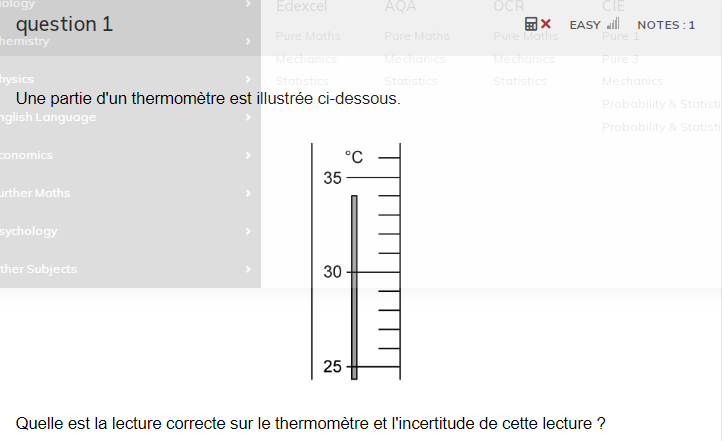 iology
Edexcel AQA OCR CIE
question 1 EASY NOTES : 1
hemistry Pure Maths Pure Maths Pure Maths Pure 1
Mechanics Mechanics Mechanics Pure 3
hysics Statistics Statistics Statistics Mechanics
Une partie d'un thermomètre est illustrée ci-dessous.
Probability & Statisti
nglish Language
Probability & Statisti
conomics
°C
35
urther Maths
sychology
ther Subjects
30
25
Quelle est la lecture correcte sur le thermomètre et l'incertitude de cette lecture ?